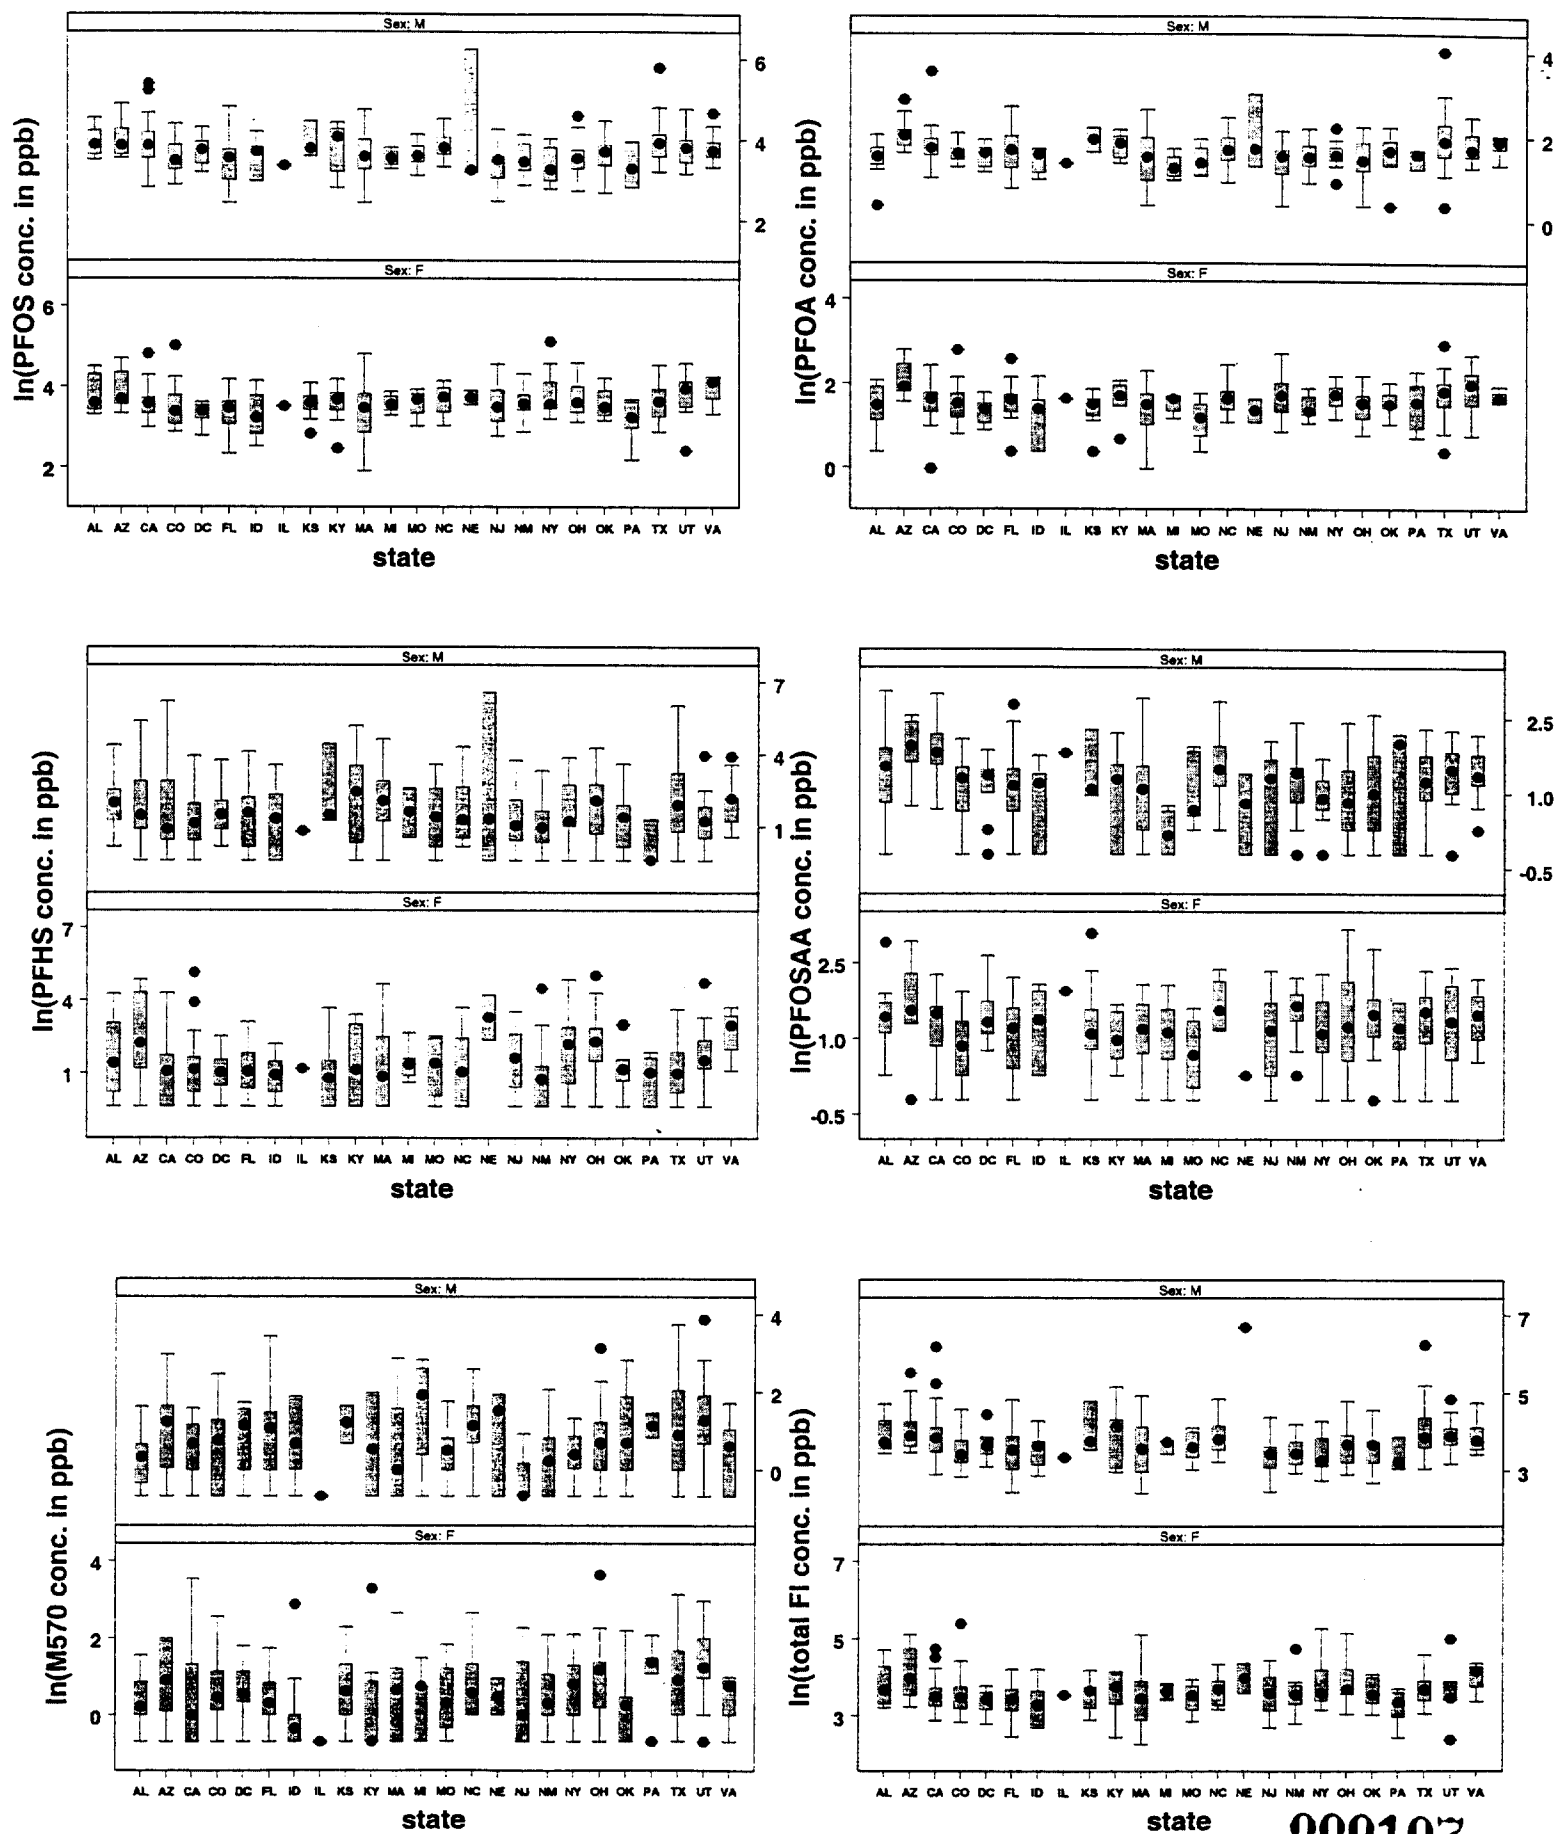 Sex: M
6
4
2
Sex: F
6
4
2
ln(PFOS conc. in ppb)
AL AZ CA CO DC FL ID IL KS KY MA MI MO NC NE NJ NM NY OH OK PA TX UT VA
state
Sex: M
4
2
0
Sex: F
4
2
0
ln(PFOA conc. in ppb)
AL AZ CA CO DC FL ID IL KS KY MA MI MO NC NE NJ NM NY OH OK PA TX UT VA
state
Sex: M
7
4
1
Sex: F
7
4
1
ln(PFHS conc. in ppb)
AL AZ CA CO DC FL ID IL KS KY MA MI MO NC NE NJ NM NY OH OK PA TX UT VA
state
Sex: M
2.5
1.0
-0.5
Sex: F
2.5
1.0
-0.5
ln(PFOSAA conc. in ppb)
AL AZ CA CO DC FL ID IL KS KY MA MI MO NC NE NJ NM NY OH OK PA TX UT VA
state
Sex: M
4
2
0
Sex: F
4
2
0
ln(M570 conc. in ppb)
AL AZ CA CO DC FL ID IL KS KY MA MI MO NC NE NJ NM NY OH OK PA TX UT VA
state
Sex: M
7
5
3
Sex: F
7
5
3
ln(total Fl conc. in ppb)
AL AZ CA CO DC FL ID IL KS KY MA MI MO NC NE NJ NM NY OH OK PA TX UT VA
state